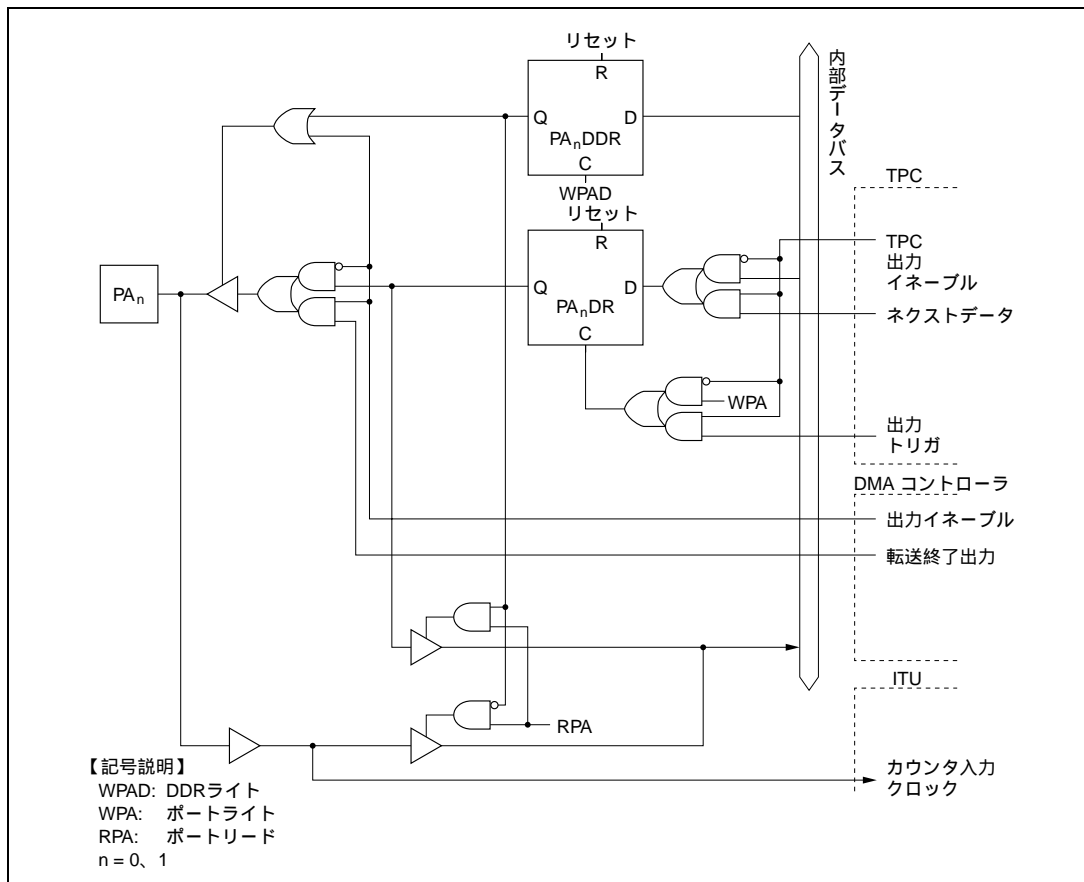 リセット
R
Q
D
PAnDDR
C
WPAD
リセット
R
Q
D
PAnDR
C
PAn
内部データバス
TPC
TPC
出力
イネーブル
ネクストデータ
WPA
出力
トリガ
DMA コントローラ
出力イネーブル
転送終了出力
ITU
RPA
カウンタ入力
クロック
【記号説明】
WPAD: DDRライト
WPA: ポートライト
RPA: ポートリード
n = 0、1